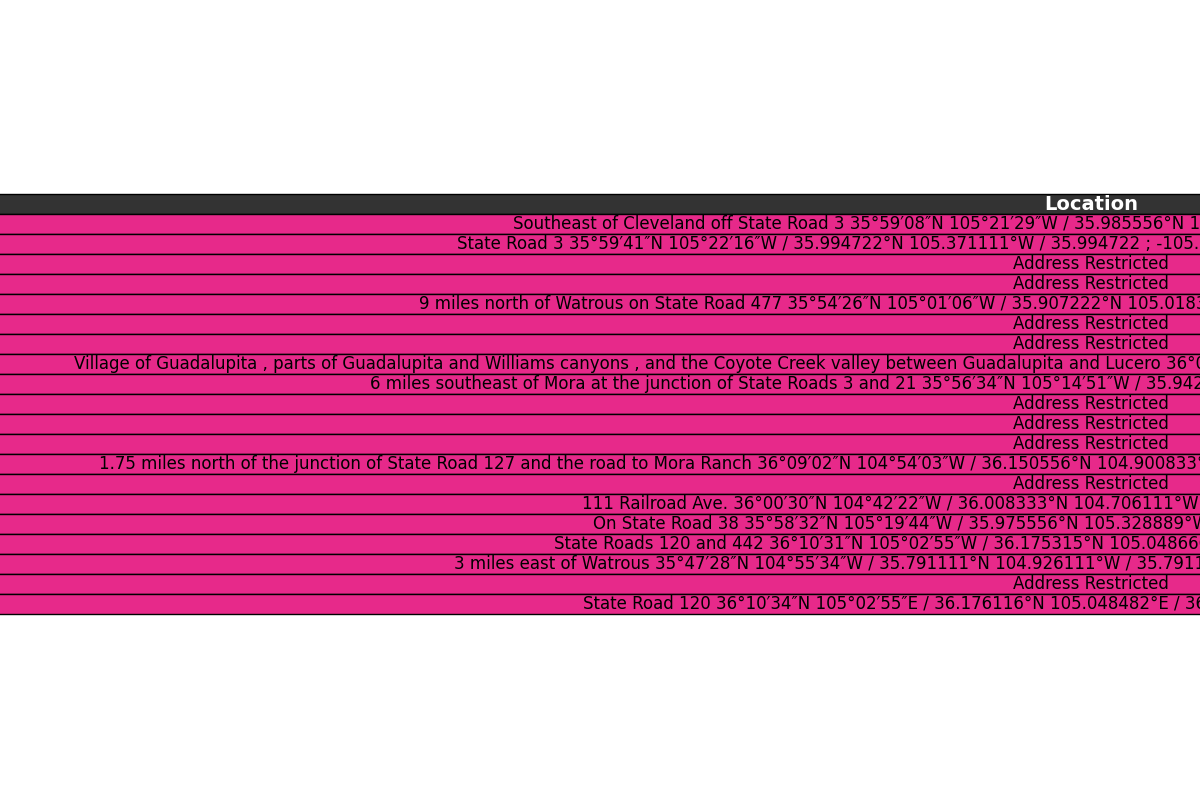 Location
Southeast of Cleveland off State Road 3 35°59′08″N 105°21′29″W / 35.985556°N 1
State Road 3 35°59′41″N 105°22′16″W / 35.994722°N 105.371111°W / 35.994722 ; -105.
Address Restricted
Address Restricted
9 miles north of Watrous on State Road 477 35°54′26″N 105°01′06″W / 35.907222°N 105.0183
Address Restricted
Address Restricted
Village of Guadalupita , parts of Guadalupita and Williams canyons , and the Coyote Creek valley between Guadalupita and Lucero 36°0
6 miles southeast of Mora at the junction of State Roads 3 and 21 35°56′34″N 105°14′51″W / 35.942
Address Restricted
Address Restricted
Address Restricted
1.75 miles north of the junction of State Road 127 and the road to Mora Ranch 36°09′02″N 104°54′03″W / 36.150556°N 104.900833°
Address Restricted
111 Railroad Ave. 36°00′30″N 104°42′22″W / 36.008333°N 104.706111°W
On State Road 38 35°58′32″N 105°19′44″W / 35.975556°N 105.328889°W
State Roads 120 and 442 36°10′31″N 105°02′55″W / 36.175315°N 105.04866
3 miles east of Watrous 35°47′28″N 104°55′34″W / 35.791111°N 104.926111°W / 35.7911
Address Restricted
State Road 120 36°10′34″N 105°02′55″E / 36.176116°N 105.048482°E / 36